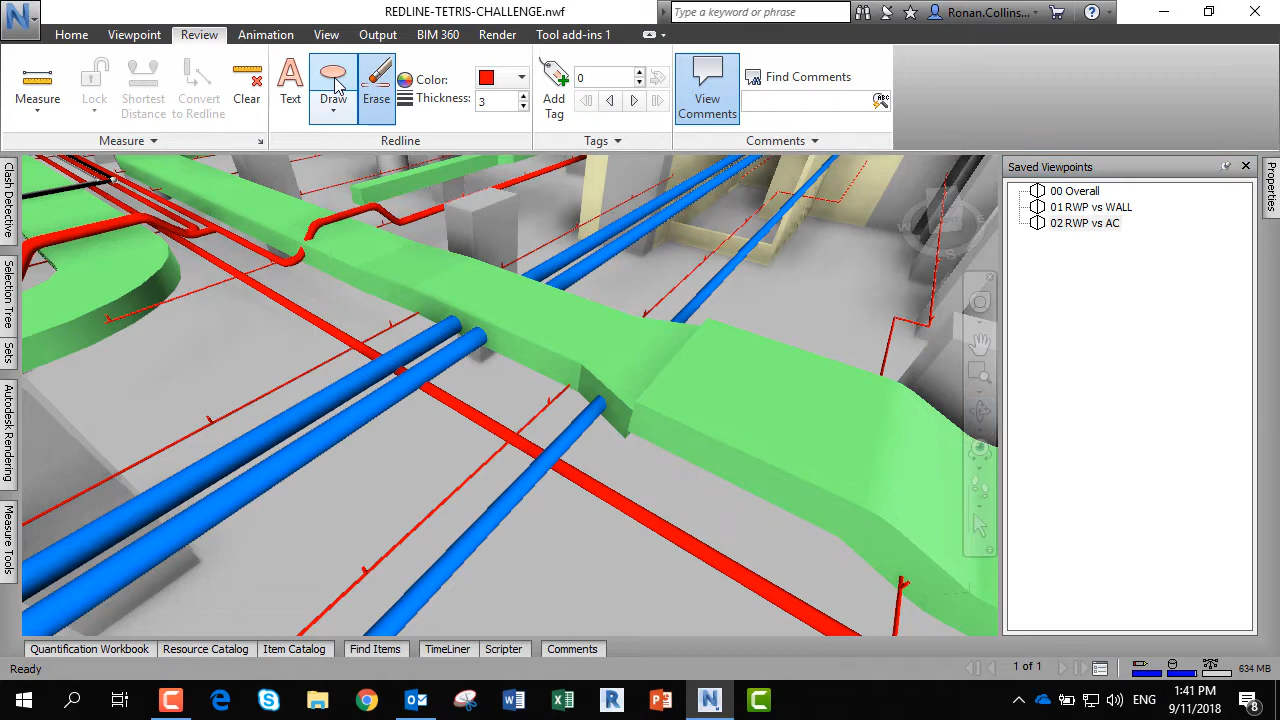 REDLINE-TETRIS-CHALLENGE.nwf
Type a keyword or phrase
Ronan.Collins...
Home Viewpoint Review Animation View Output BIM 360 Render Tool add-ins 1
Measure
Lock
Shortest
Distance
Convert
to Redline
Clear
Text
Draw
Erase
Color:
Thickness: 3
Add
Tag
0
View
Comments
Find Comments
ABC
Measure
Redline
Tags
Comments
Clash Detective
Selection Tree
Sets
Autodesk Rendering
Measure Tools
Saved Viewpoints
00 Overall
01 RWP vs WALL
02 RWP vs AC
Properties
Quantification Workbook Resource Catalog Item Catalog Find Items TimeLiner Scripter Comments
Ready
1 of 1
634 MB
ENG
1:41 PM
9/11/2018
8